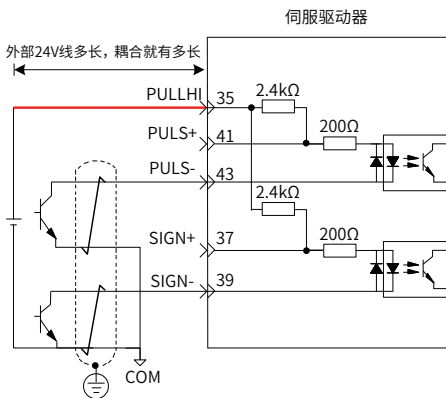 伺服驱动器
外部24V线多长，耦合就有多长
PULLHI 35 2.4kΩ
PULS+ 41 200Ω
PULS- 43
2.4kΩ
SIGN+ 37 200Ω
SIGN- 39
COM